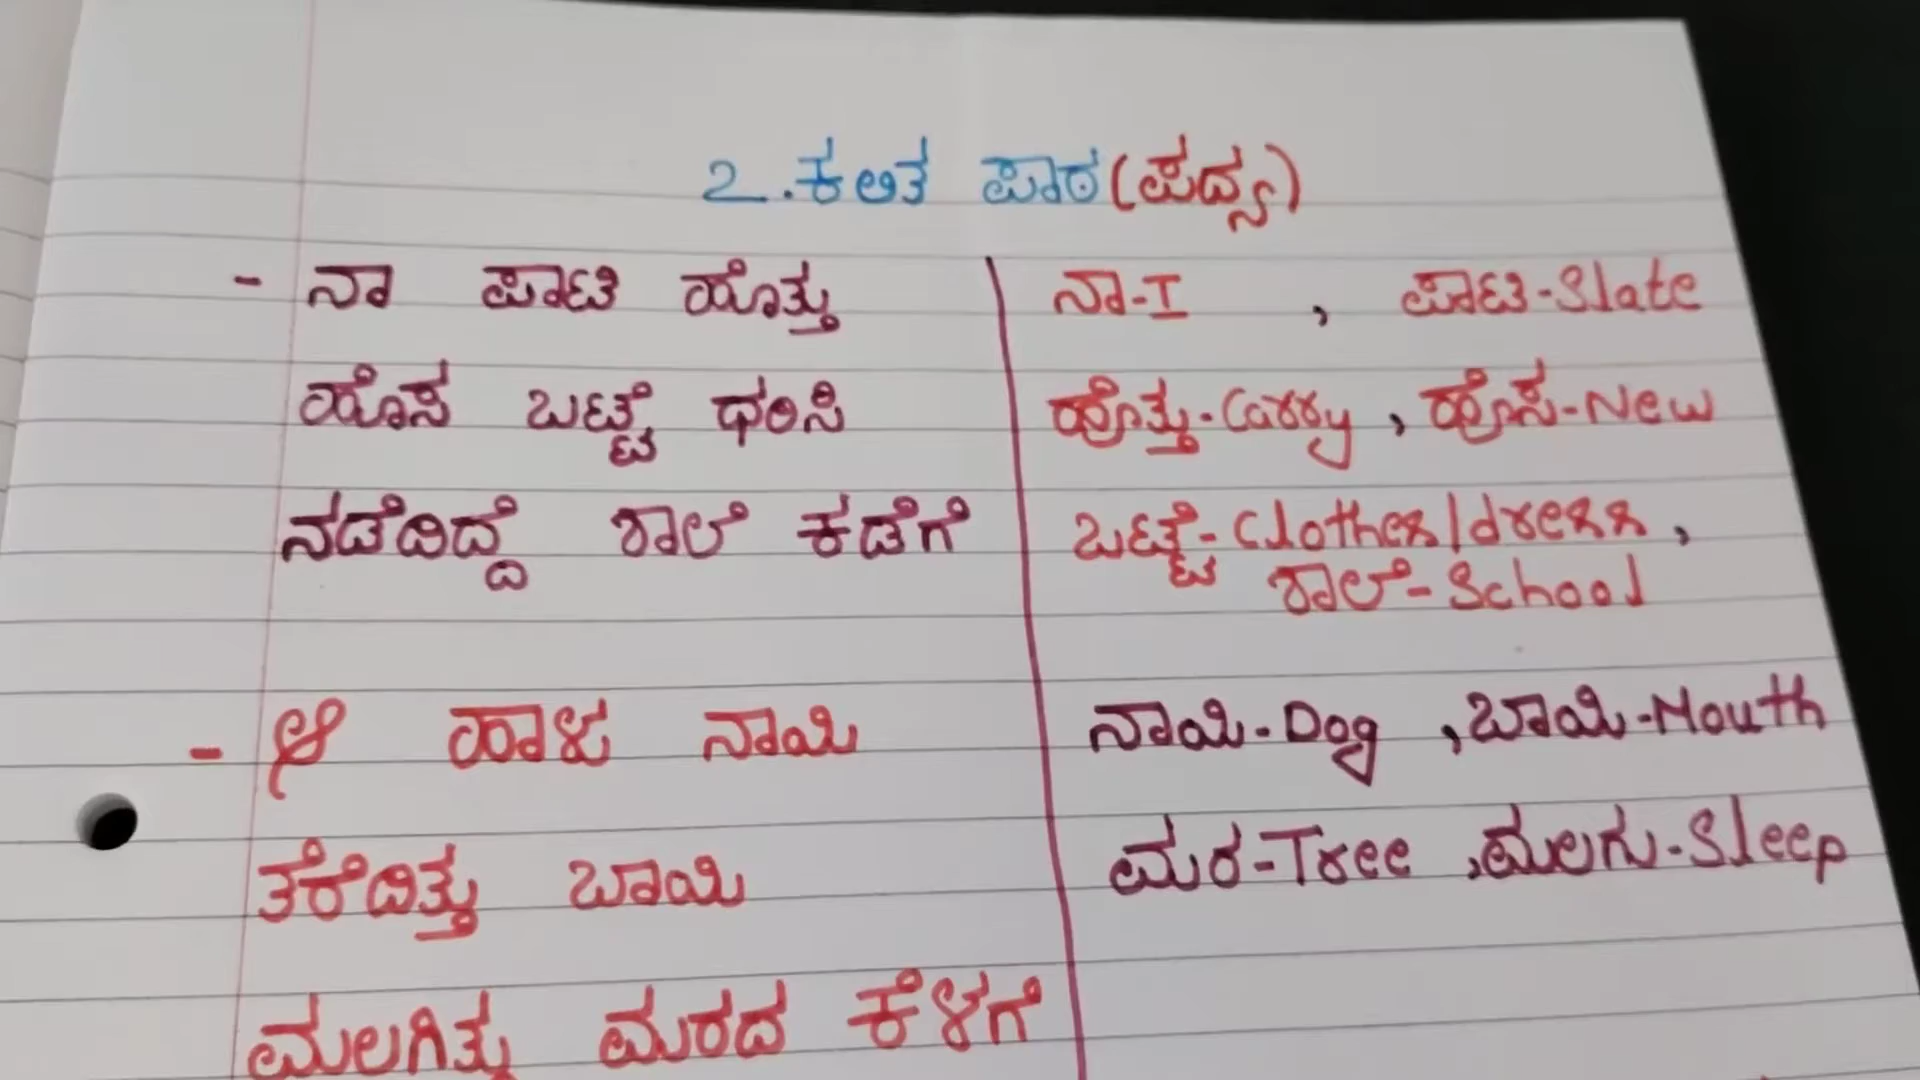 2. ಕಲಿತ ಪಾಠ (ಪದ್ಯ)
- ನಾ ಪಾಟಿ ಹೊತ್ತು
ಹೊಸ ಬಟ್ಟೆ ಧರಿಸಿ
ನಡೆದಿದ್ದೆ ಶಾಲೆ ಕಡೆಗೆ
- ಆ ಹಾಳು ನಾಯಿ
ತೆರೆದಿತ್ತು ಬಾಯಿ
ಮಲಗಿತ್ತು ಮರದ ಕೆಳಗೆ
ನಾ-I , ಪಾಟಿ-Slate
ಹೊತ್ತು-Carry , ಹೊಸ-New
ಬಟ್ಟೆ-Clothes/dress ,
ಶಾಲೆ-School
ನಾಯಿ-Dog , ಬಾಯಿ-Mouth
ಮರ-Tree , ಮಲಗು-Sleep